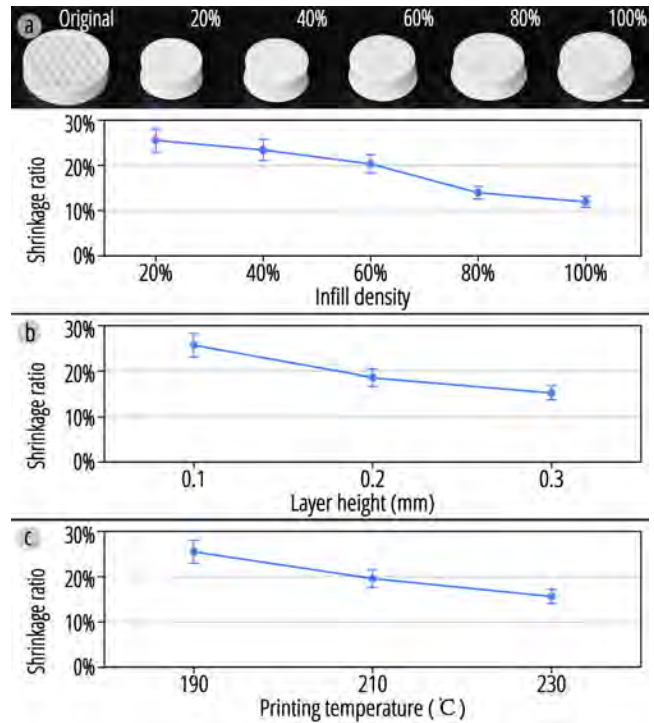 a Original 20% 40% 60% 80% 100%
30%
20%
10%
0%
Shrinkage ratio
20% 40% 60% 80% 100%
Infill density
b
30%
20%
10%
0%
Shrinkage ratio
0.1 0.2 0.3
Layer height (mm)
c
30%
20%
10%
0%
Shrinkage ratio
190 210 230
Printing temperature (℃)